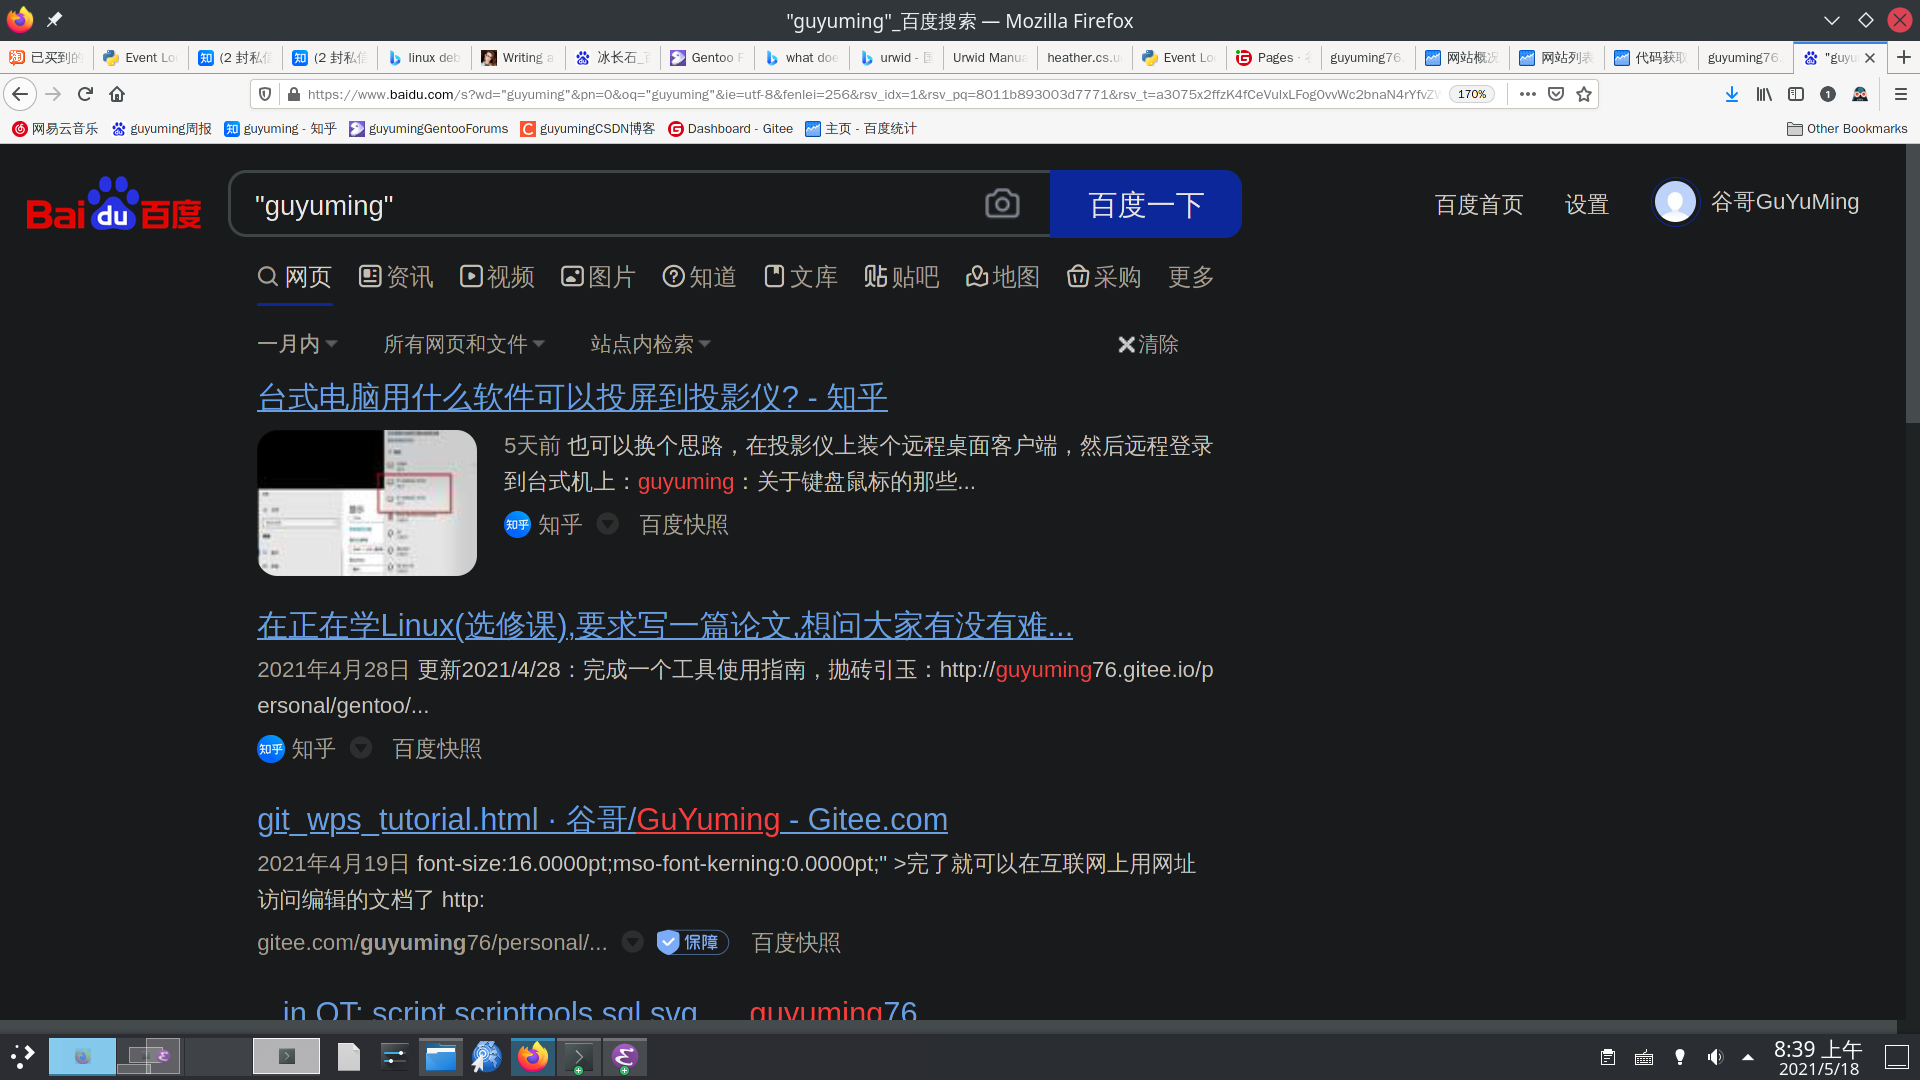 "guyuming"_百度搜索 — Mozilla Firefox
已买到的
Event Lo
(2 封私信
(2 封私信
linux deb
Writing a
冰长石_百
Gentoo F
what doe
urwid - 国
Urwid Manua
heather.cs.u
Event Lo
Pages · 谷
guyuming76.
网站概况
网站列表
代码获取
guyuming76.
"guyu
https://www.baidu.com/s?wd="guyuming"&pn=0&oq="guyuming"&ie=utf-8&fenlei=256&rsv_idx=1&rsv_pq=8011b893003d7771&rsv_t=a3075x2ffzK4fCeVuIxLFog0vvWc2bnaN4rYfvZW
170%
网易云音乐
guyuming周报
guyuming - 知乎
guyumingGentooForums
guyumingCSDN博客
Dashboard - Gitee
主页 - 百度统计
Other Bookmarks
Bai du 百度
"guyuming"
百度一下
百度首页
设置
谷哥GuYuMing
网页
资讯
视频
图片
知道
文库
贴吧
地图
采购
更多
一月内
所有网页和文件
站点内检索
清除
台式电脑用什么软件可以投屏到投影仪? - 知乎
5天前 也可以换个思路，在投影仪上装个远程桌面客户端，然后远程登录
到台式机上：guyuming：关于键盘鼠标的那些...
知乎 知乎 百度快照
在正在学Linux(选修课),要求写一篇论文,想问大家有没有难...
2021年4月28日 更新2021/4/28：完成一个工具使用指南，抛砖引玉：http://guyuming76.gitee.io/p
ersonal/gentoo/...
知乎 知乎 百度快照
git_wps_tutorial.html · 谷哥/GuYuming - Gitee.com
2021年4月19日 font-size:16.0000pt;mso-font-kerning:0.0000pt;" >完了就可以在互联网上用网址
访问编辑的文档了 http:
gitee.com/guyuming76/personal/... 保障 百度快照
in QT: script scripttools sql svg guyuming76
8:39 上午
2021/5/18